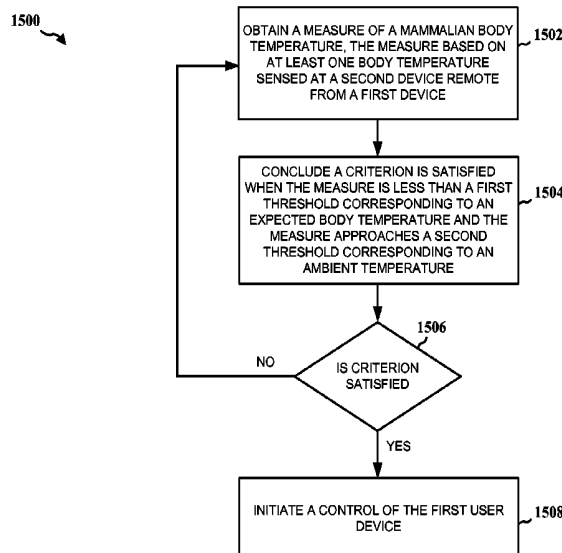 1500
OBTAIN A MEASURE OF A MAMMALIAN BODY
TEMPERATURE, THE MEASURE BASED ON
AT LEAST ONE BODY TEMPERATURE
SENSED AT A SECOND DEVICE REMOTE
FROM A FIRST DEVICE
1502
CONCLUDE A CRITERION IS SATISFIED
WHEN THE MEASURE IS LESS THAN A FIRST
THRESHOLD CORRESPONDING TO AN
EXPECTED BODY TEMPERATURE AND THE
MEASURE APPROACHES A SECOND
THRESHOLD CORRESPONDING TO AN
AMBIENT TEMPERATURE
1504
1506
NO
IS CRITERION
SATISFIED
YES
INITIATE A CONTROL OF THE FIRST USER
DEVICE
1508